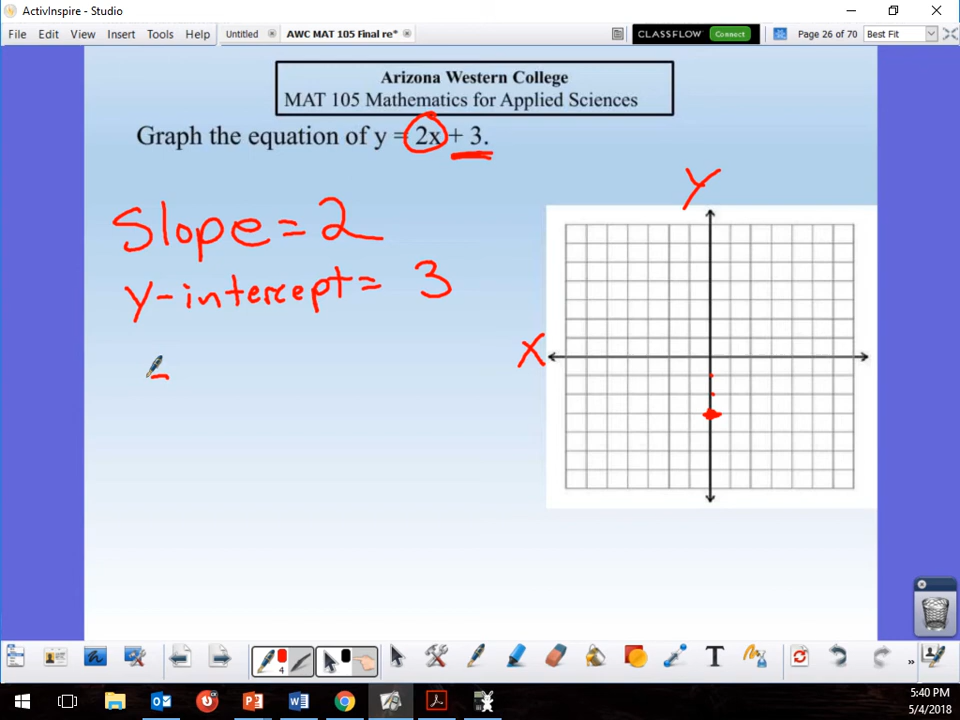 ActivInspire - Studio
File Edit View Insert Tools Help
Untitled
AWC MAT 105 Final re*
CLASSFLOW Connect
Page 26 of 70
Best Fit
Arizona Western College
MAT 105 Mathematics for Applied Sciences
Graph the equation of y = 2x + 3.
Slope = 2
y-intercept = 3
Y
X
4
T
»
5:40 PM
5/4/2018